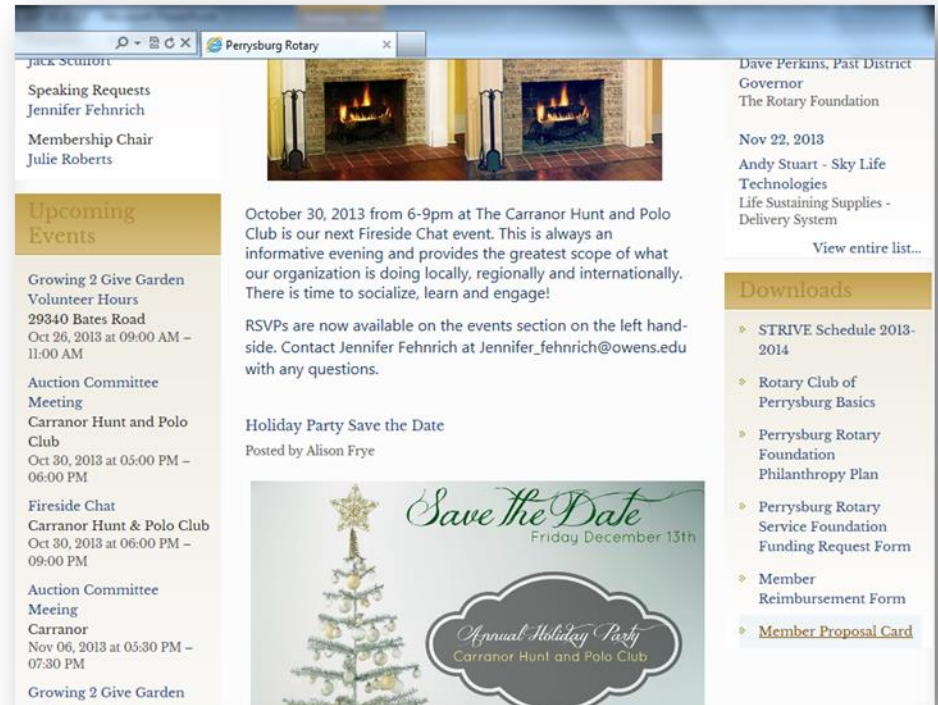 Perrysburg Rotary
Jack Scullort
Speaking Requests
Jennifer Fehnrich
Membership Chair
Julie Roberts
Upcoming
Events
Growing 2 Give Garden
Volunteer Hours
29340 Bates Road
Oct 26, 2013 at 09:00 AM –
11:00 AM
Auction Committee
Meeting
Carranor Hunt and Polo
Club
Oct 30, 2013 at 05:00 PM –
06:00 PM
Fireside Chat
Carranor Hunt & Polo Club
Oct 30, 2013 at 06:00 PM –
09:00 PM
Auction Committee
Meeing
Carranor
Nov 06, 2013 at 05:30 PM –
07:30 PM
Growing 2 Give Garden
October 30, 2013 from 6-9pm at The Carranor Hunt and Polo
Club is our next Fireside Chat event. This is always an
informative evening and provides the greatest scope of what
our organization is doing locally, regionally and internationally.
There is time to socialize, learn and engage!
RSVPs are now available on the events section on the left hand-
side. Contact Jennifer Fehnrich at Jennifer_fehnrich@owens.edu
with any questions.
Holiday Party Save the Date
Posted by Alison Frye
Save the Date
Friday December 13th
Annual Holiday Party
Carranor Hunt and Polo Club
Dave Perkins, Past District
Governor
The Rotary Foundation
Nov 22, 2013
Andy Stuart - Sky Life
Technologies
Life Sustaining Supplies -
Delivery System
View entire list...
Downloads
STRIVE Schedule 2013-
2014
Rotary Club of
Perrysburg Basics
Perrysburg Rotary
Foundation
Philanthropy Plan
Perrysburg Rotary
Service Foundation
Funding Request Form
Member
Reimbursement Form
Member Proposal Card